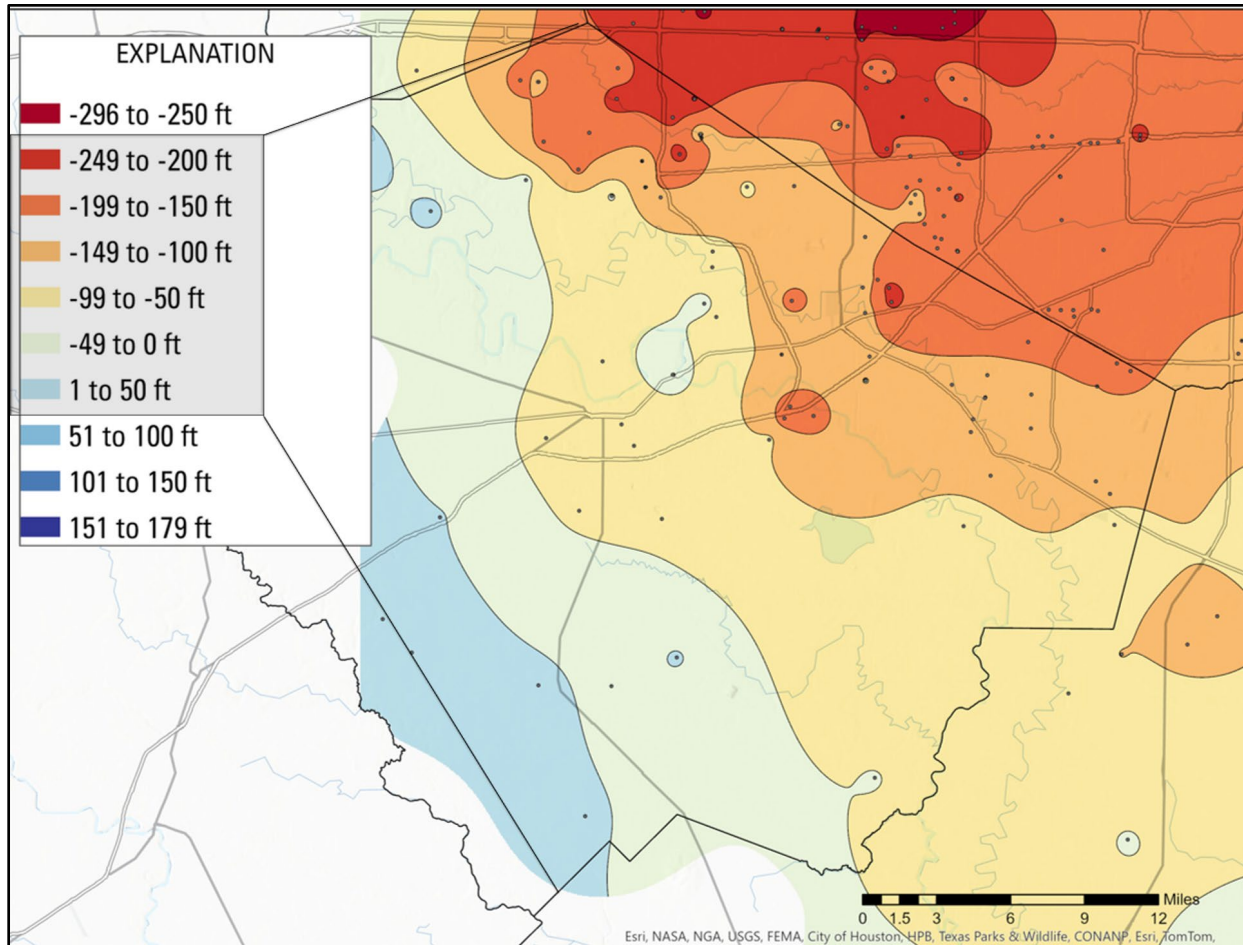 EXPLANATION
-296 to -250 ft
-249 to -200 ft
-199 to -150 ft
-149 to -100 ft
-99 to -50 ft
-49 to 0 ft
1 to 50 ft
51 to 100 ft
101 to 150 ft
151 to 179 ft
Miles
0 1.5 3 6 9 12
Esri, NASA, NGA, USGS, FEMA, City of Houston, HPB, Texas Parks & Wildlife, CONANP, Esri, TomTom,